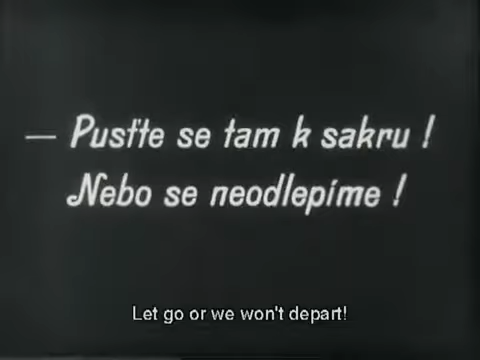 — Pusťte se tam k sakru !
Nebo se neodlepíme !
Let go or we won't depart!